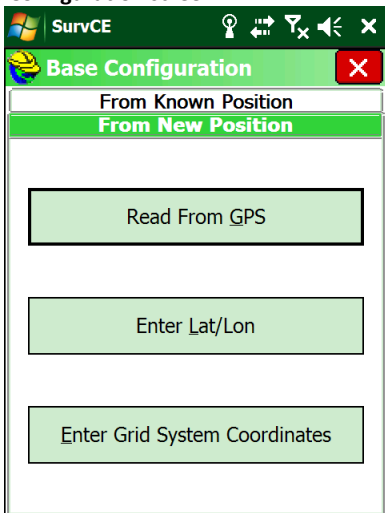 SurvCE
Base Configuration
From Known Position
From New Position
Read From GPS
Enter Lat/Lon
Enter Grid System Coordinates